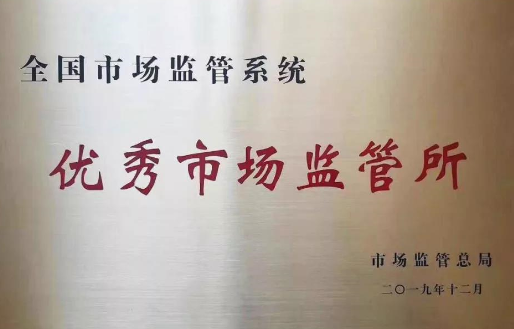 全国市场监管系统
优秀市场监管所
市场监管总局
二〇一九年十二月